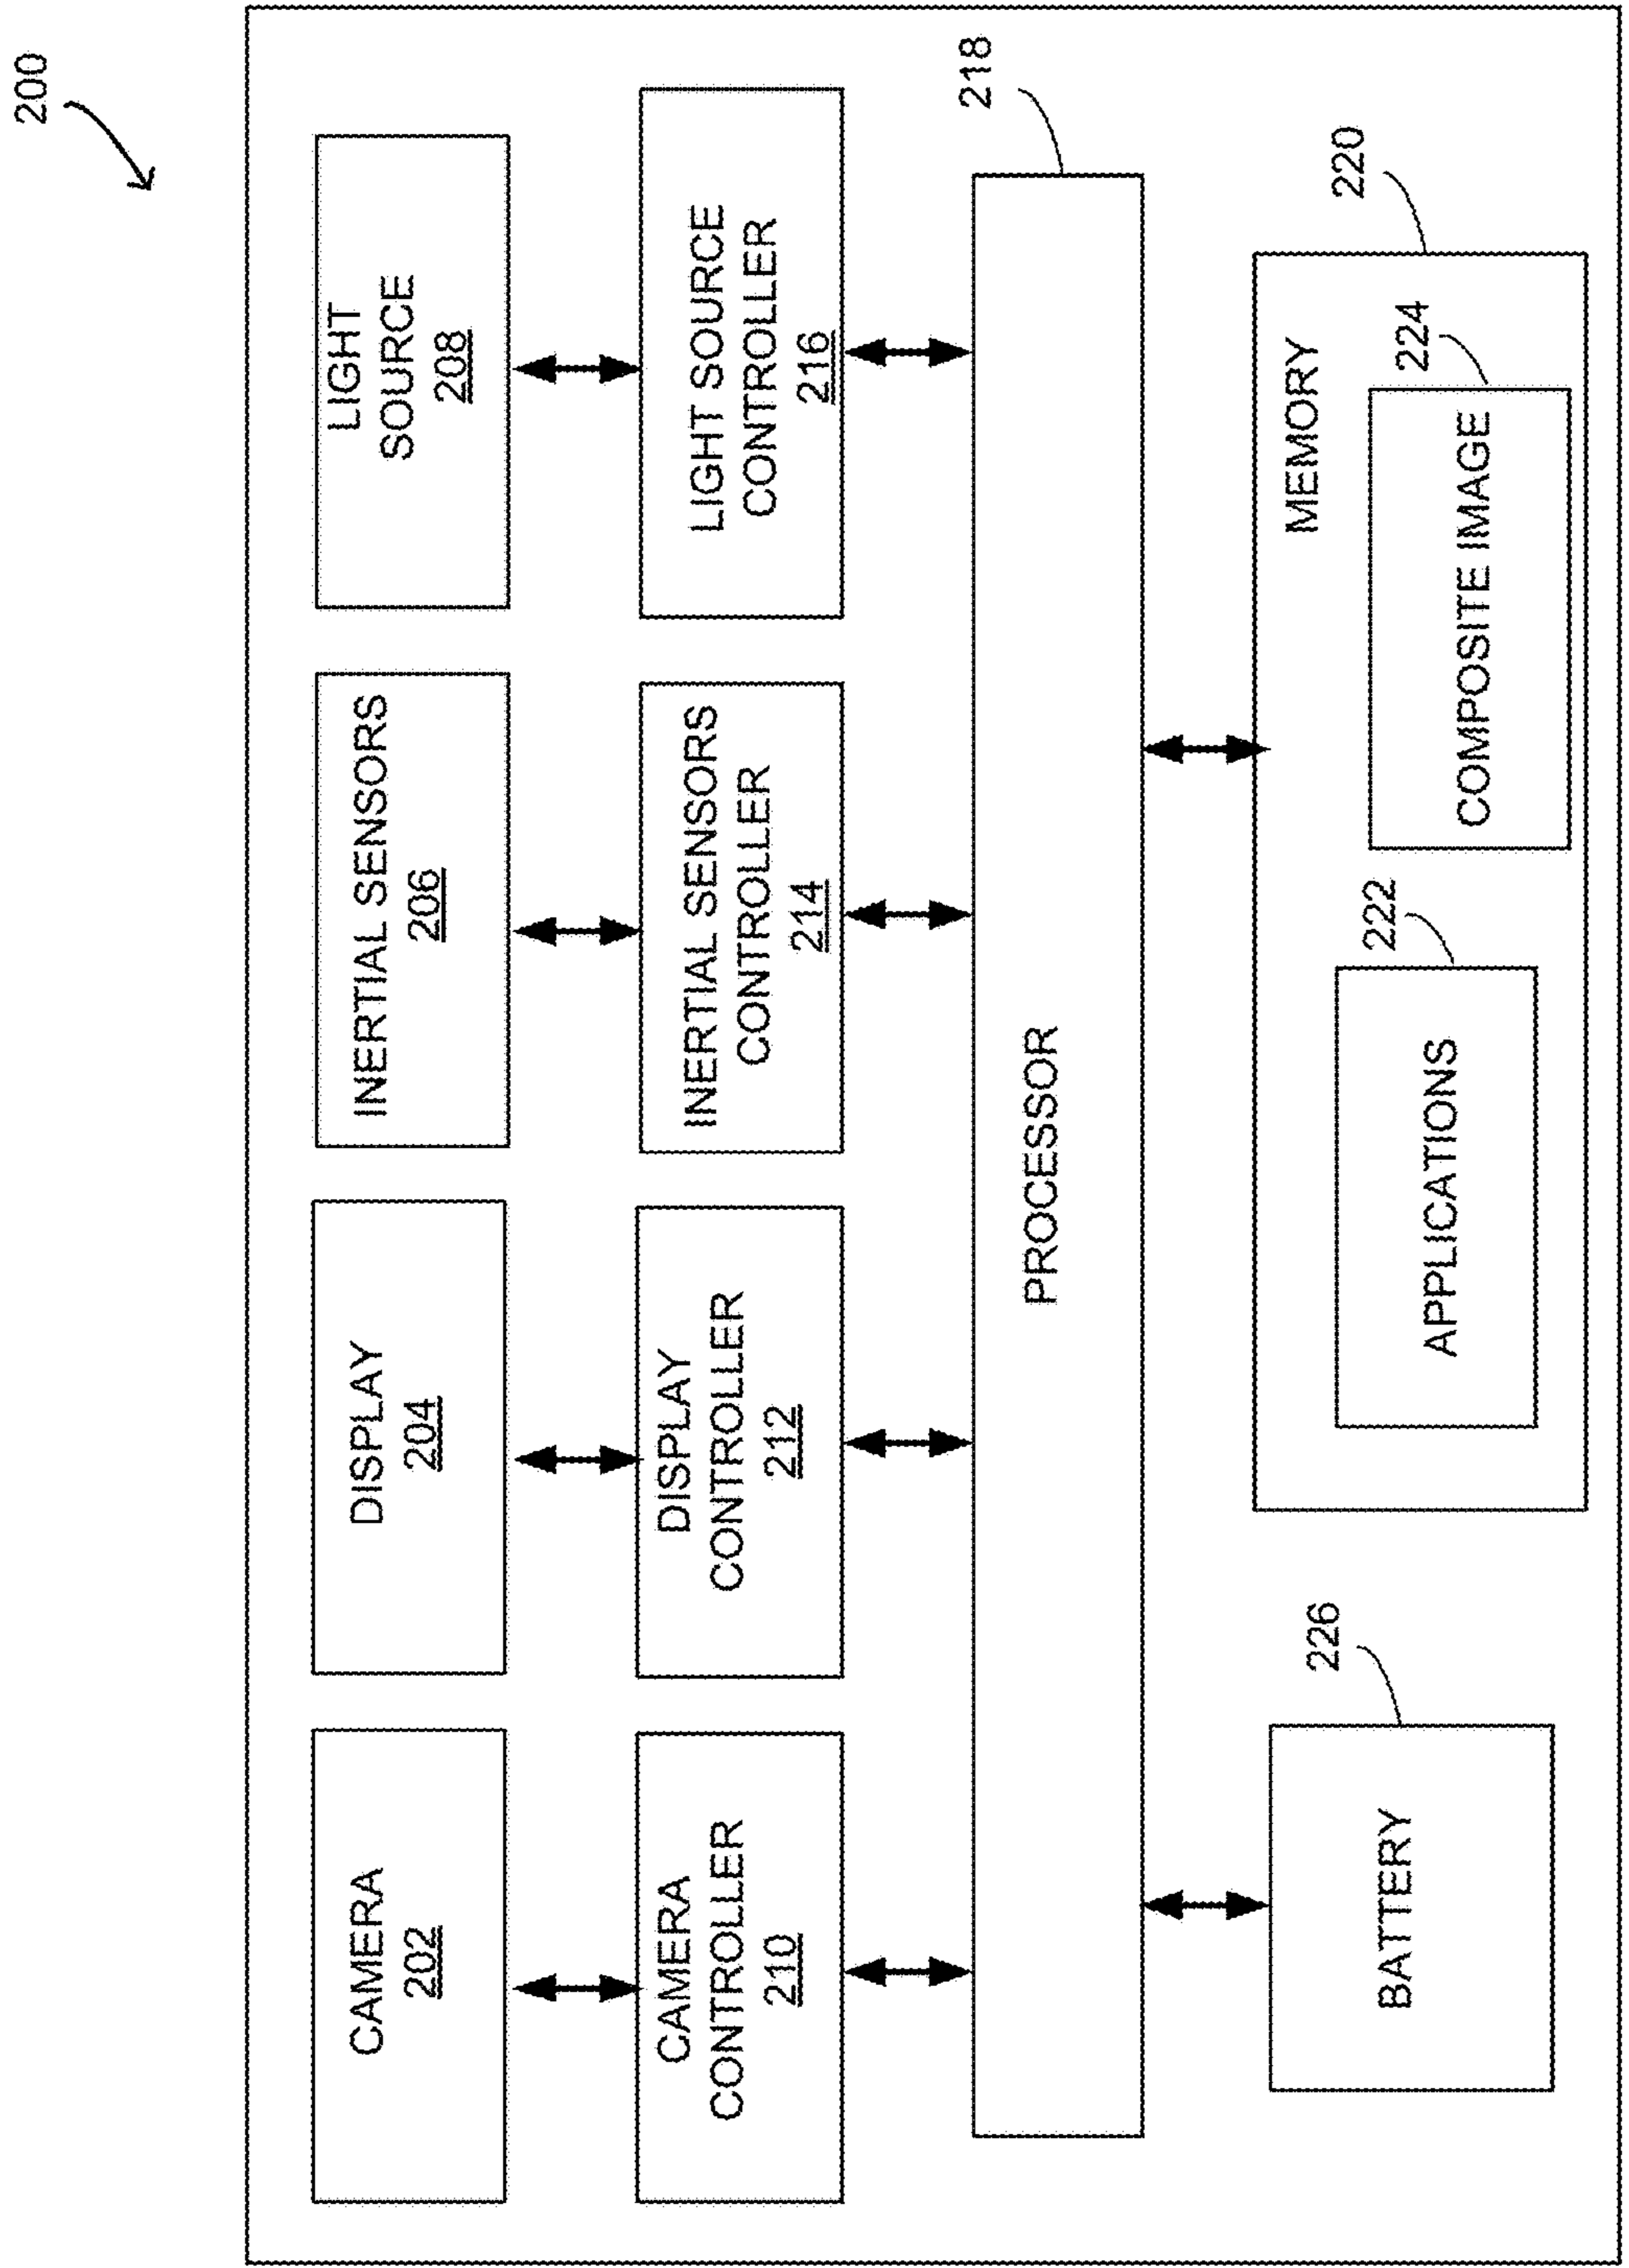 200
CAMERA
202
DISPLAY
204
INERTIAL SENSORS
206
LIGHT
SOURCE
208
CAMERA
CONTROLLER
210
DISPLAY
CONTROLLER
212
INERTIAL SENSORS
CONTROLLER
214
LIGHT SOURCE
CONTROLLER
216
218
PROCESSOR
220
226
BATTERY
MEMORY
222
APPLICATIONS
224
COMPOSITE IMAGE